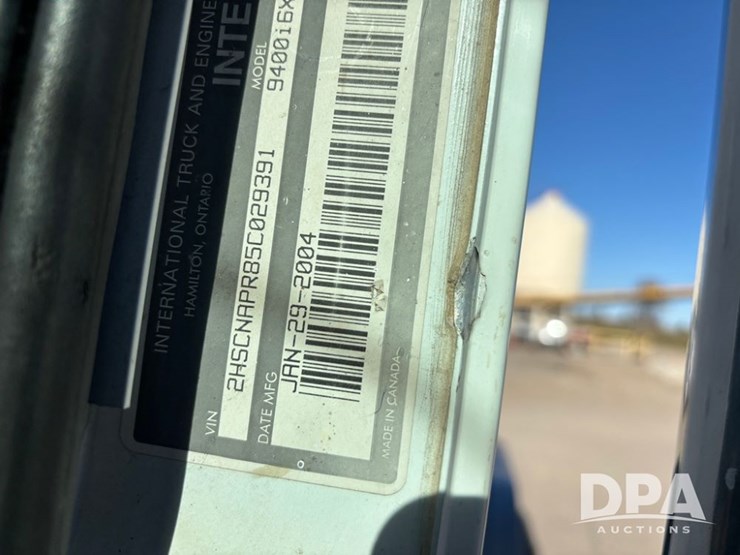 INTERNATIONAL TRUCK AND ENGINE
HAMILTON, ONTARIO
INTE
VIN
2HSCNAPR85C029391
MODEL
9400i6X
DATE MFG
JAN-29-2004
MADE IN CANADA
DPA
AUCTIONS